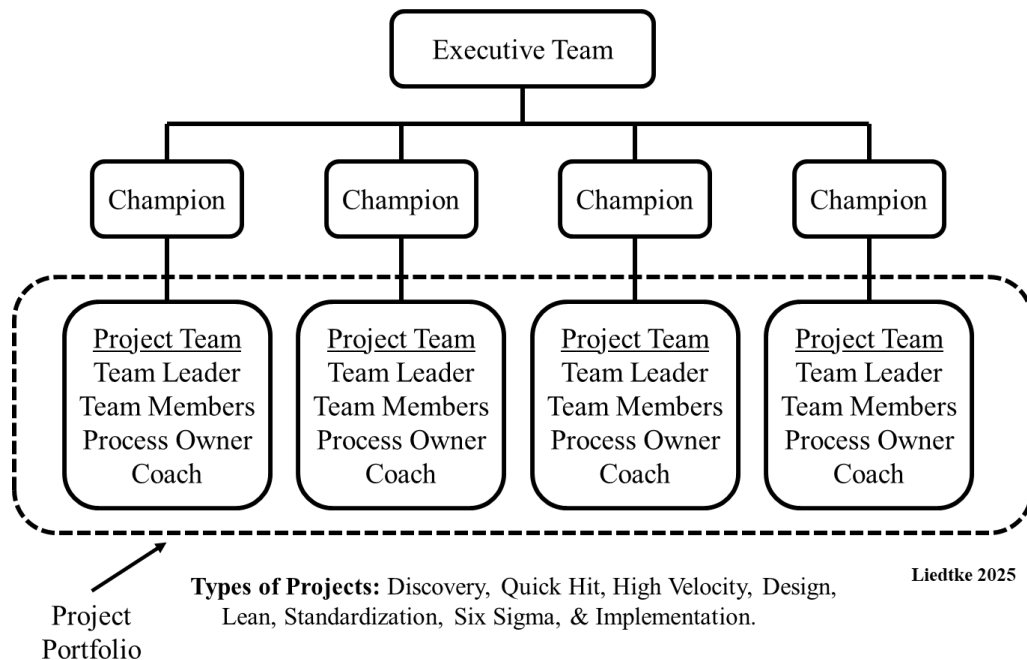 Executive Team
Champion
Champion
Champion
Champion
Project Team
Team Leader
Team Members
Process Owner
Coach
Project Team
Team Leader
Team Members
Process Owner
Coach
Project Team
Team Leader
Team Members
Process Owner
Coach
Project Team
Team Leader
Team Members
Process Owner
Coach
Project
Portfolio
Types of Projects: Discovery, Quick Hit, High Velocity, Design,
Lean, Standardization, Six Sigma, & Implementation.
Liedtke 2025